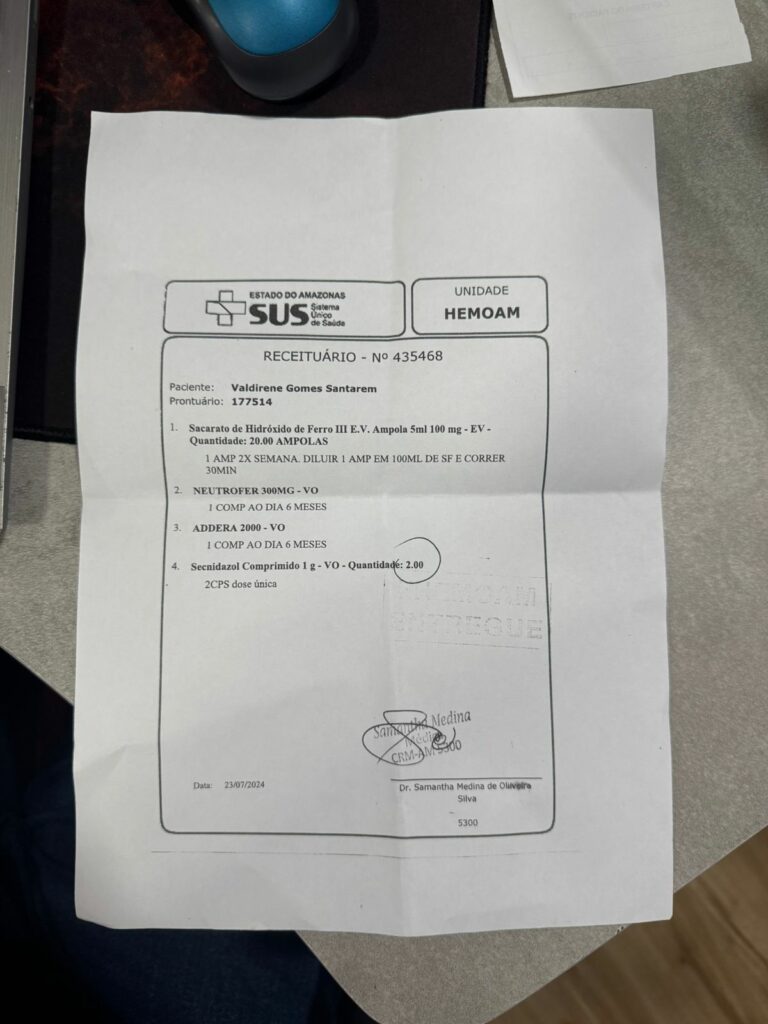 ESTADO DO AMAZONAS
SUS Sistema
Único
de Saúde
UNIDADE
HEMOAM
RECEITUÁRIO - Nº 435468
Paciente: Valdirene Gomes Santarem
Prontuário: 177514
1. Sacarato de Hidróxido de Ferro III E.V. Ampola 5ml 100 mg - EV -
Quantidade: 20.00 AMPOLAS
1 AMP 2X SEMANA. DILUIR 1 AMP EM 100ML DE SF E CORRER
30MIN
2. NEUTROFER 300MG - VO
1 COMP AO DIA 6 MESES
3. ADDERA 2000 - VO
1 COMP AO DIA 6 MESES
4. Secnidazol Comprimido 1 g - VO - Quantidade: 2.00
2CPS dose única
ENTREGUE
Samantha Medina
Médica
CRM-AM 5300
Data: 23/07/2024
Dr. Samantha Medina de Oliveira
Silva
5300